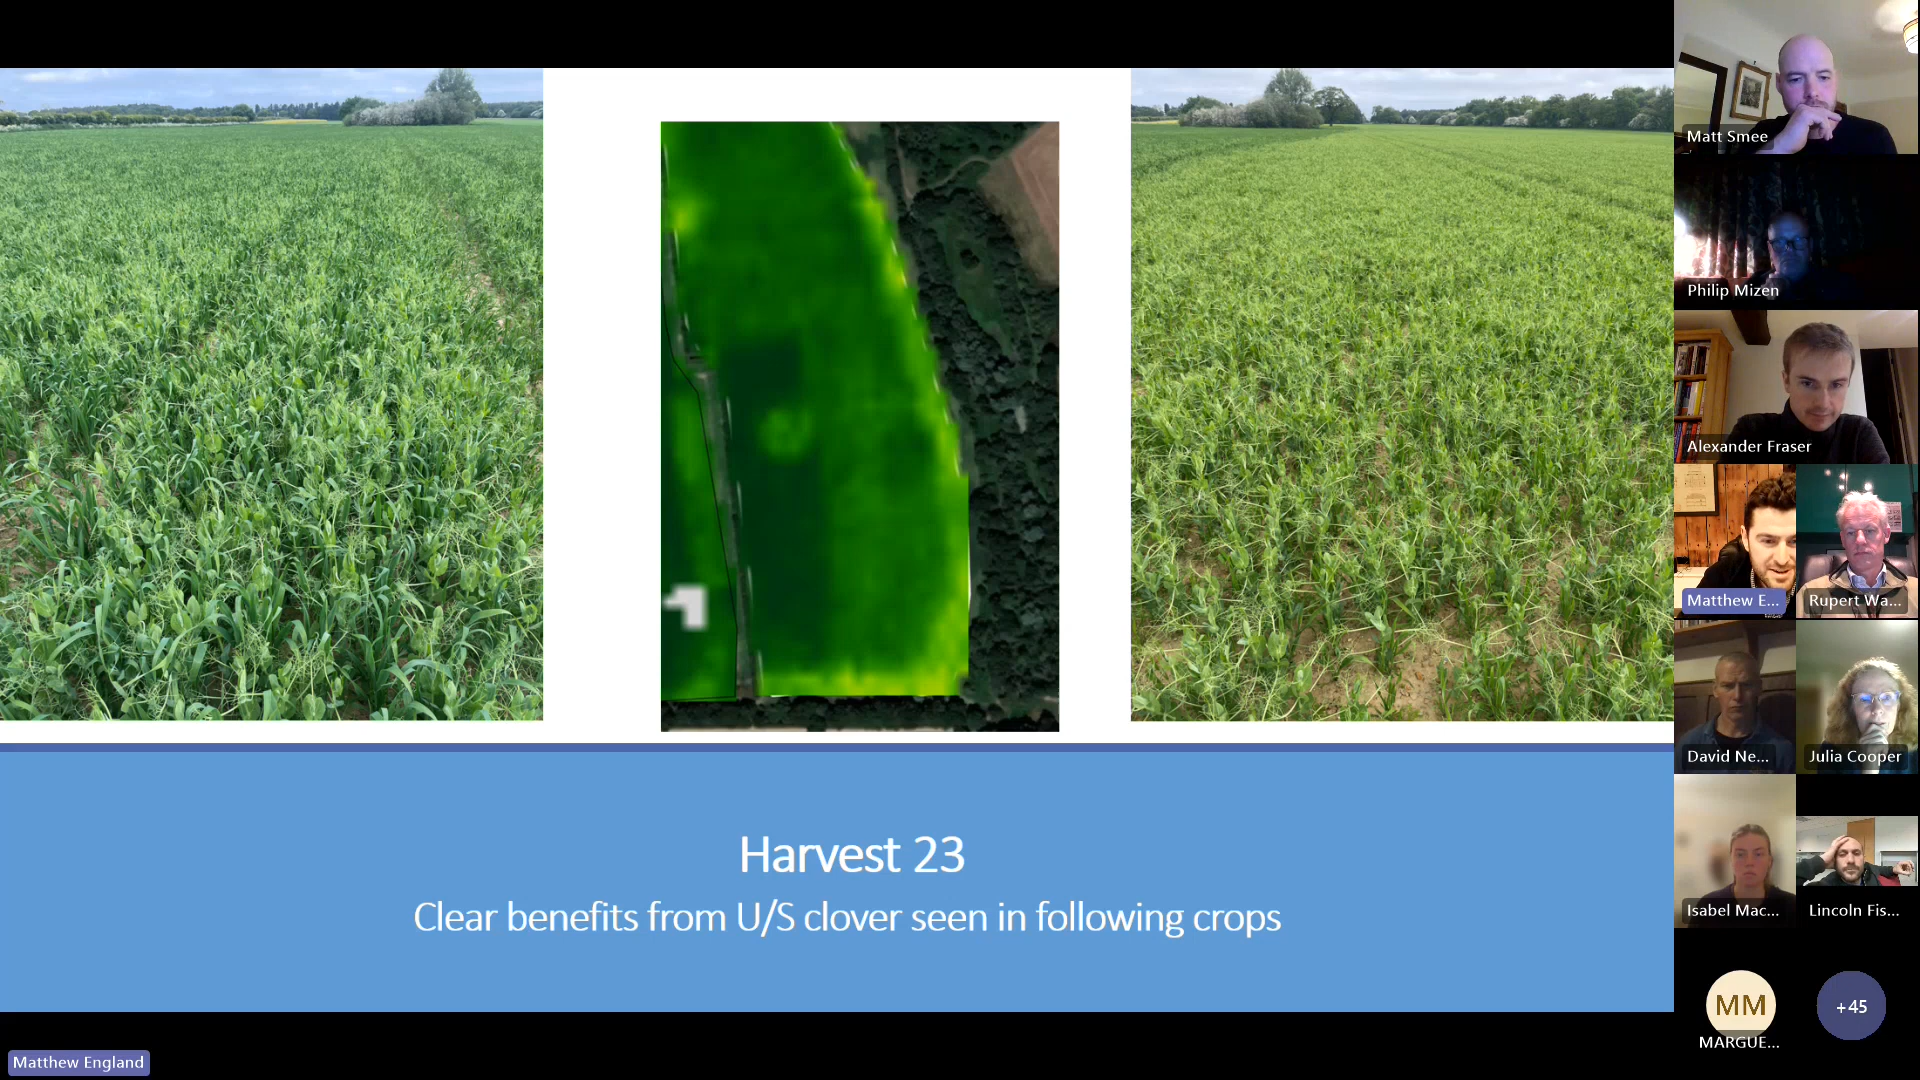 Harvest 23
Clear benefits from U/S clover seen in following crops
Matthew England
Matt Smee
Philip Mizen
Alexander Fraser
Matthew E...
Rupert Wa...
David Ne...
Julia Cooper
Isabel Mac...
Lincoln Fis...
MM
MARGUE...
+45